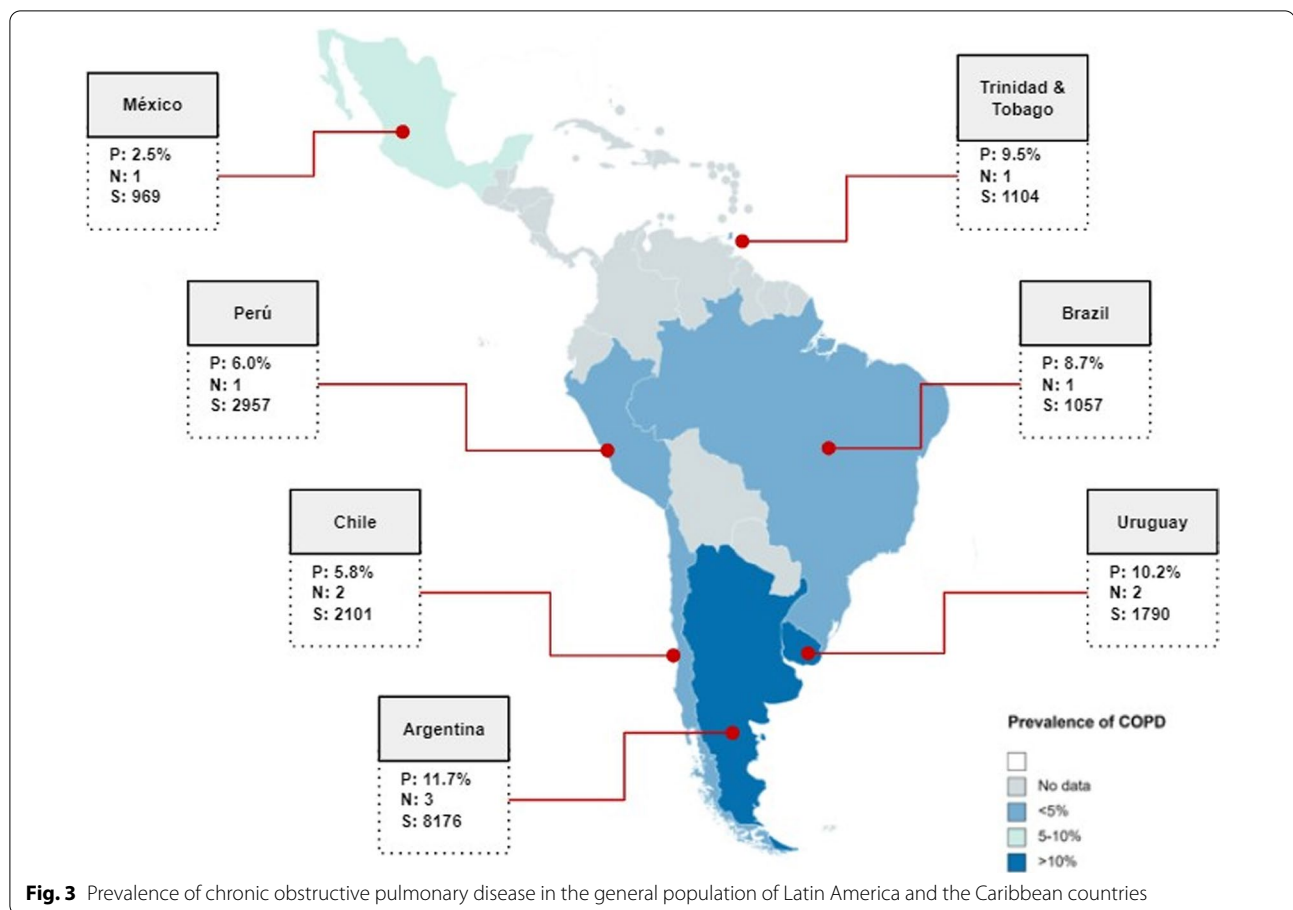 México
P: 2.5%
N: 1
S: 969
Trinidad &
Tobago
P: 9.5%
N: 1
S: 1104
Perú
P: 6.0%
N: 1
S: 2957
Brazil
P: 8.7%
N: 1
S: 1057
Chile
P: 5.8%
N: 2
S: 2101
Uruguay
P: 10.2%
N: 2
S: 1790
Argentina
P: 11.7%
N: 3
S: 8176
Prevalence of COPD
No data
<5%
5-10%
>10%
Fig. 3 Prevalence of chronic obstructive pulmonary disease in the general population of Latin America and the Caribbean countries